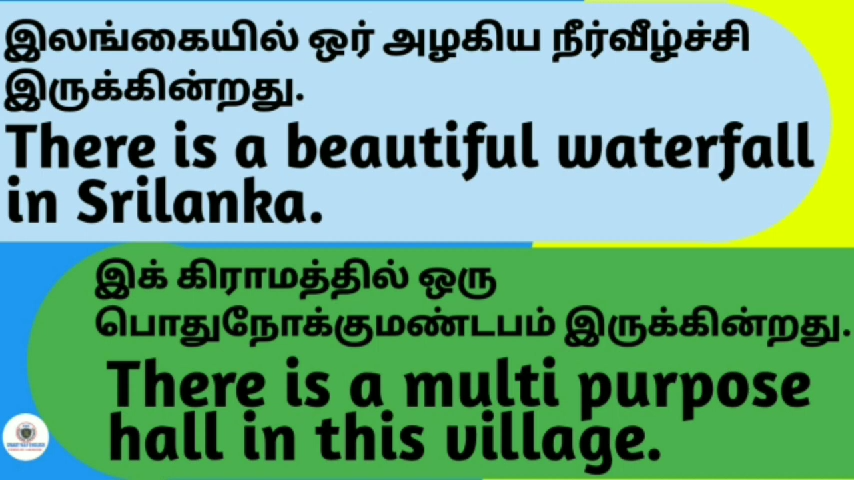 இலங்கையில் ஒர் அழகிய நீர்வீழ்ச்சி
இருக்கின்றது.
There is a beautiful waterfall
in Srilanka.
இக் கிராமத்தில் ஒரு
பொதுநோக்குமண்டபம் இருக்கின்றது.
There is a multi purpose
hall in this village.